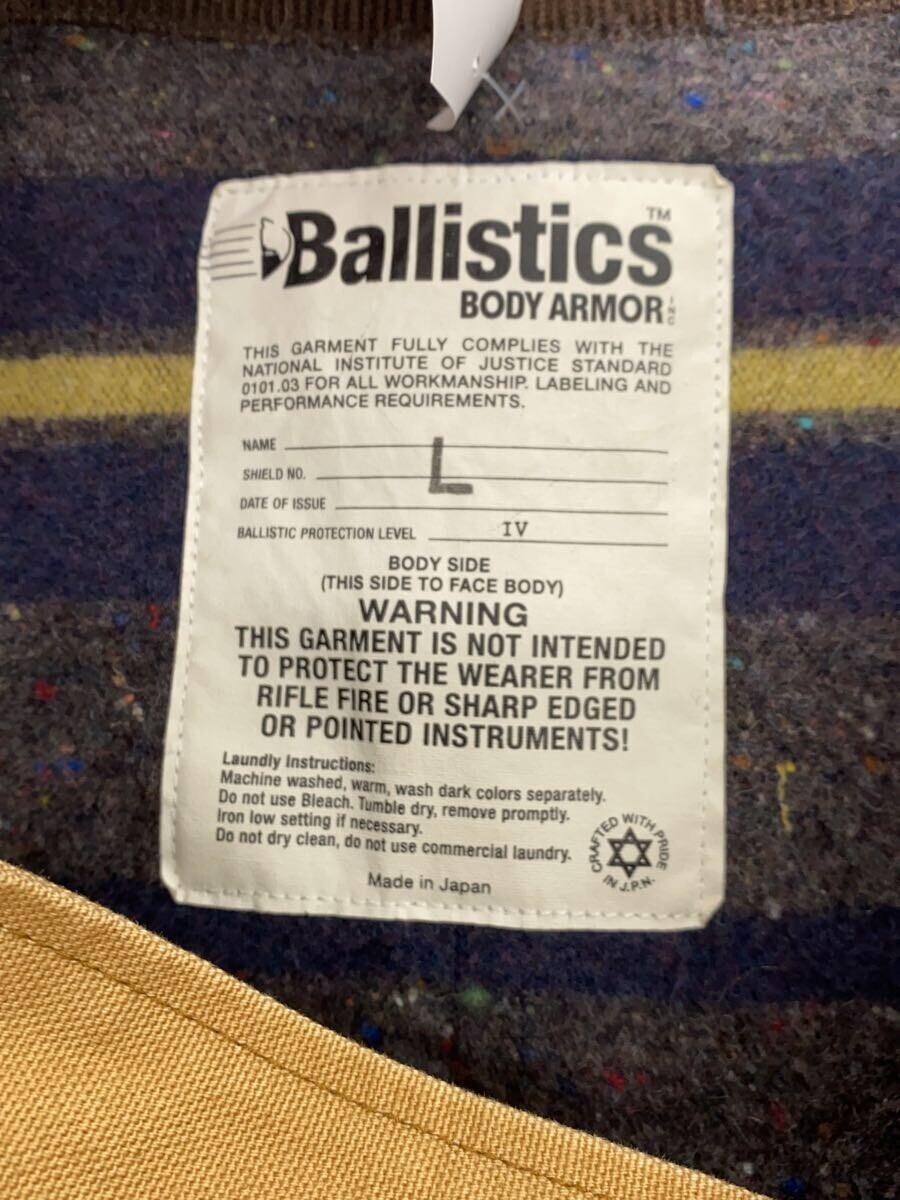 Ballistics™
BODY ARMOR INC
THIS GARMENT FULLY COMPLIES WITH THE
NATIONAL INSTITUTE OF JUSTICE STANDARD
0101.03 FOR ALL WORKMANSHIP. LABELING AND
PERFORMANCE REQUIREMENTS.
NAME
SHIELD NO.
L
DATE OF ISSUE
BALLISTIC PROTECTION LEVEL IV
BODY SIDE
(THIS SIDE TO FACE BODY)
WARNING
THIS GARMENT IS NOT INTENDED
TO PROTECT THE WEARER FROM
RIFLE FIRE OR SHARP EDGED
OR POINTED INSTRUMENTS!
Laundly Instructions:
Machine washed, warm, wash dark colors separately.
Do not use Bleach. Tumble dry, remove promptly.
Iron low setting if necessary.
Do not dry clean, do not use commercial laundry.
CRAFTED WITH PRIDE
IN J.P.N.
Made in Japan